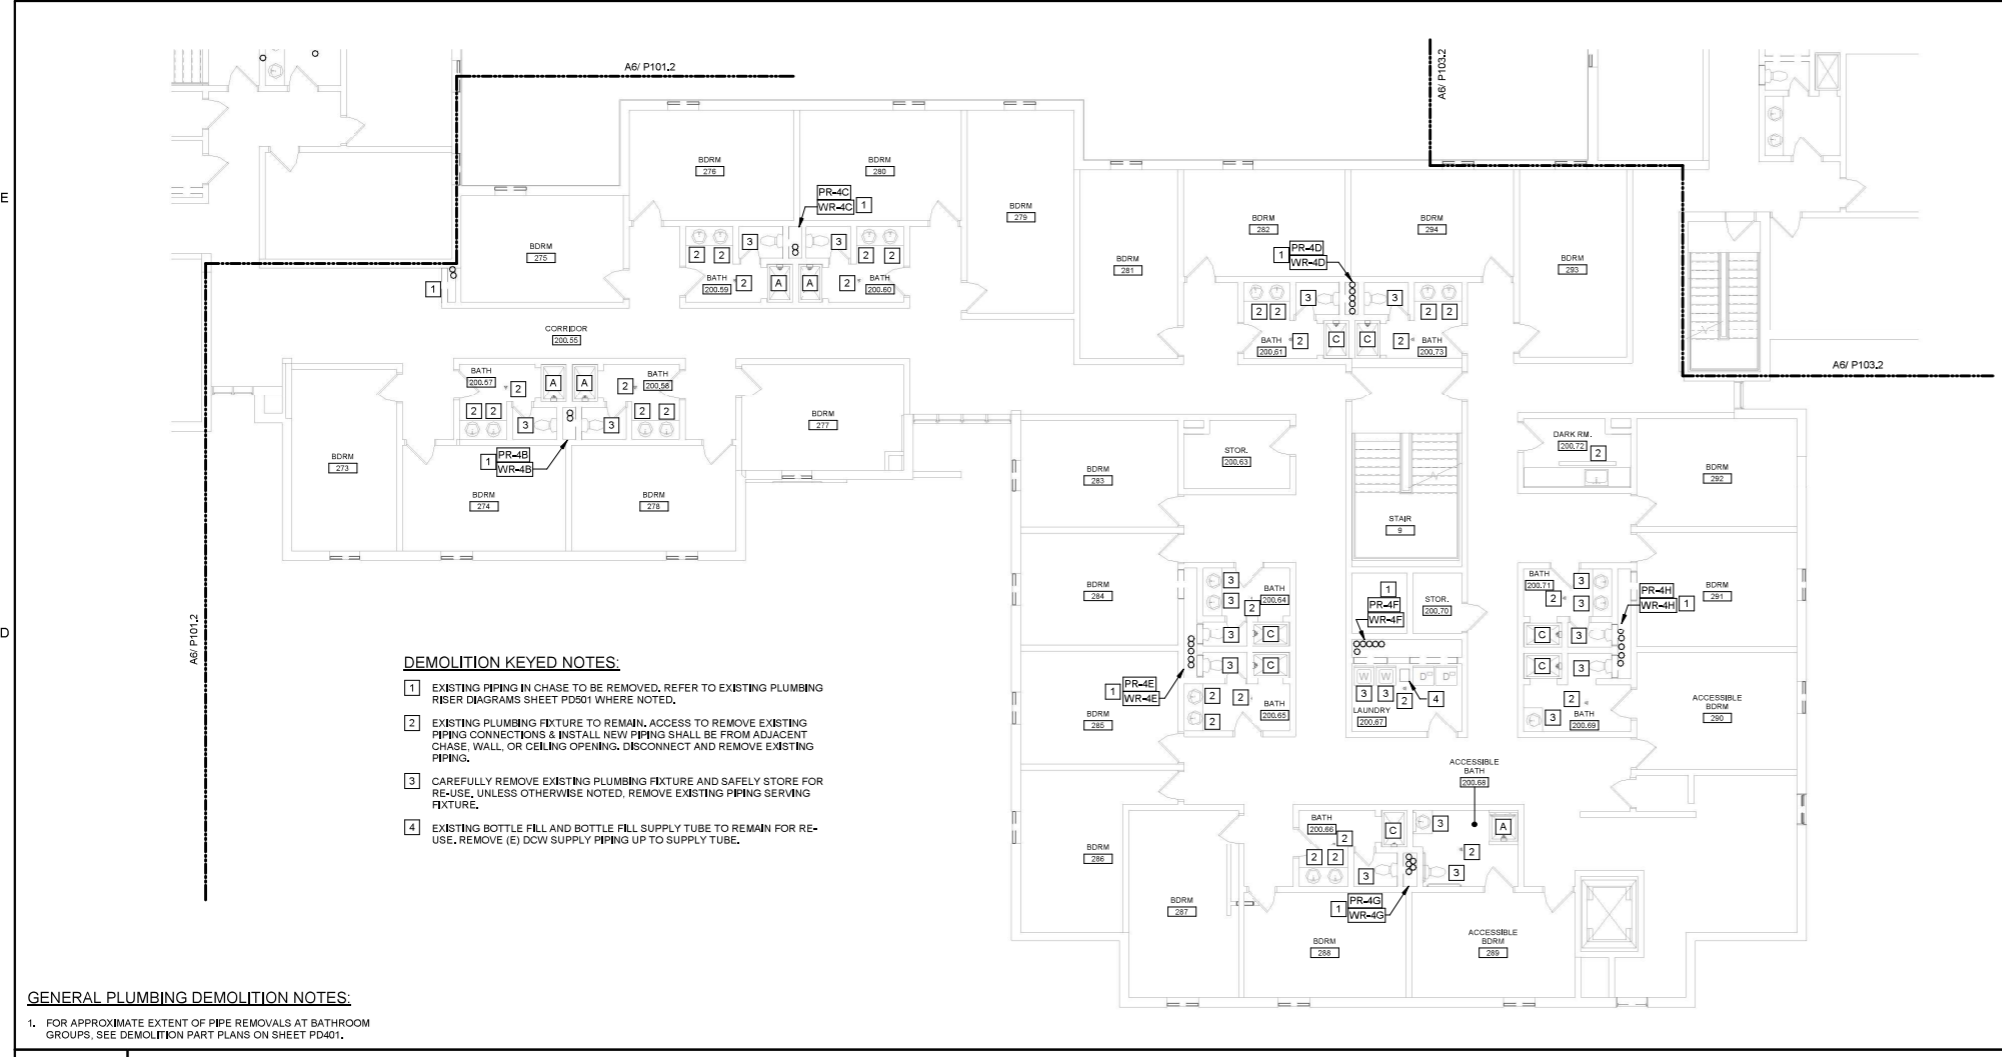 A6/ P101.2
A6/ P103.2
E
BDRM
276
BDRM
280
PR-4C
WR-4C
1
BDRM
279
BDRM
275
3
3
2
2
2
2
BATH
200.59
2
A
A
2
BATH
200.60
1
BDRM
281
BDRM
282
BDRM
294
PR-4D
1
WR-4D
BDRM
293
3
3
2
2
2
2
BATH
200.61
2
C
C
2
BATH
200.73
A6/ P103.2
CORRIDOR
200.55
BATH
200.57
2
A
A
2
BATH
200.58
2
2
2
2
3
3
BDRM
273
1
PR-4B
WR-4B
BDRM
274
BDRM
278
BDRM
277
BDRM
283
STOR.
200.63
DARK RM.
200.72
2
BDRM
292
STAIR
9
BDRM
284
3
3
BATH
200.64
2
3
C
3
C
1
PR-4E
WR-4E
BDRM
285
2
2
2
BATH
200.65
1
PR-4F
WR-4F
STOR.
200.70
W
W
D
D
3
3
2
4
LAUNDRY
200.67
BATH
200.71
3
2
3
C
3
C
3
2
3
BATH
200.69
PR-4H
WR-4H
1
BDRM
291
ACCESSIBLE
BDRM
290
D
A6/ P101.2
DEMOLITION KEYED NOTES:
1 EXISTING PIPING IN CHASE TO BE REMOVED. REFER TO EXISTING PLUMBING
RISER DIAGRAMS SHEET PD501 WHERE NOTED.
2 EXISTING PLUMBING FIXTURE TO REMAIN. ACCESS TO REMOVE EXISTING
PIPING CONNECTIONS & INSTALL NEW PIPING SHALL BE FROM ADJACENT
CHASE, WALL, OR CEILING OPENING. DISCONNECT AND REMOVE EXISTING
PIPING.
3 CAREFULLY REMOVE EXISTING PLUMBING FIXTURE AND SAFELY STORE FOR
RE-USE. UNLESS OTHERWISE NOTED, REMOVE EXISTING PIPING SERVING
FIXTURE.
4 EXISTING BOTTLE FILL AND BOTTLE FILL SUPPLY TUBE TO REMAIN FOR RE-
USE. REMOVE (E) DCW SUPPLY PIPING UP TO SUPPLY TUBE.
ACCESSIBLE
BATH
200.68
BATH
200.66
2
C
3
A
2
2
2
3
3
BDRM
286
BDRM
287
1
PR-4G
WR-4G
BDRM
288
ACCESSIBLE
BDRM
289
GENERAL PLUMBING DEMOLITION NOTES:
1. FOR APPROXIMATE EXTENT OF PIPE REMOVALS AT BATHROOM
GROUPS, SEE DEMOLITION PART PLANS ON SHEET PD401.